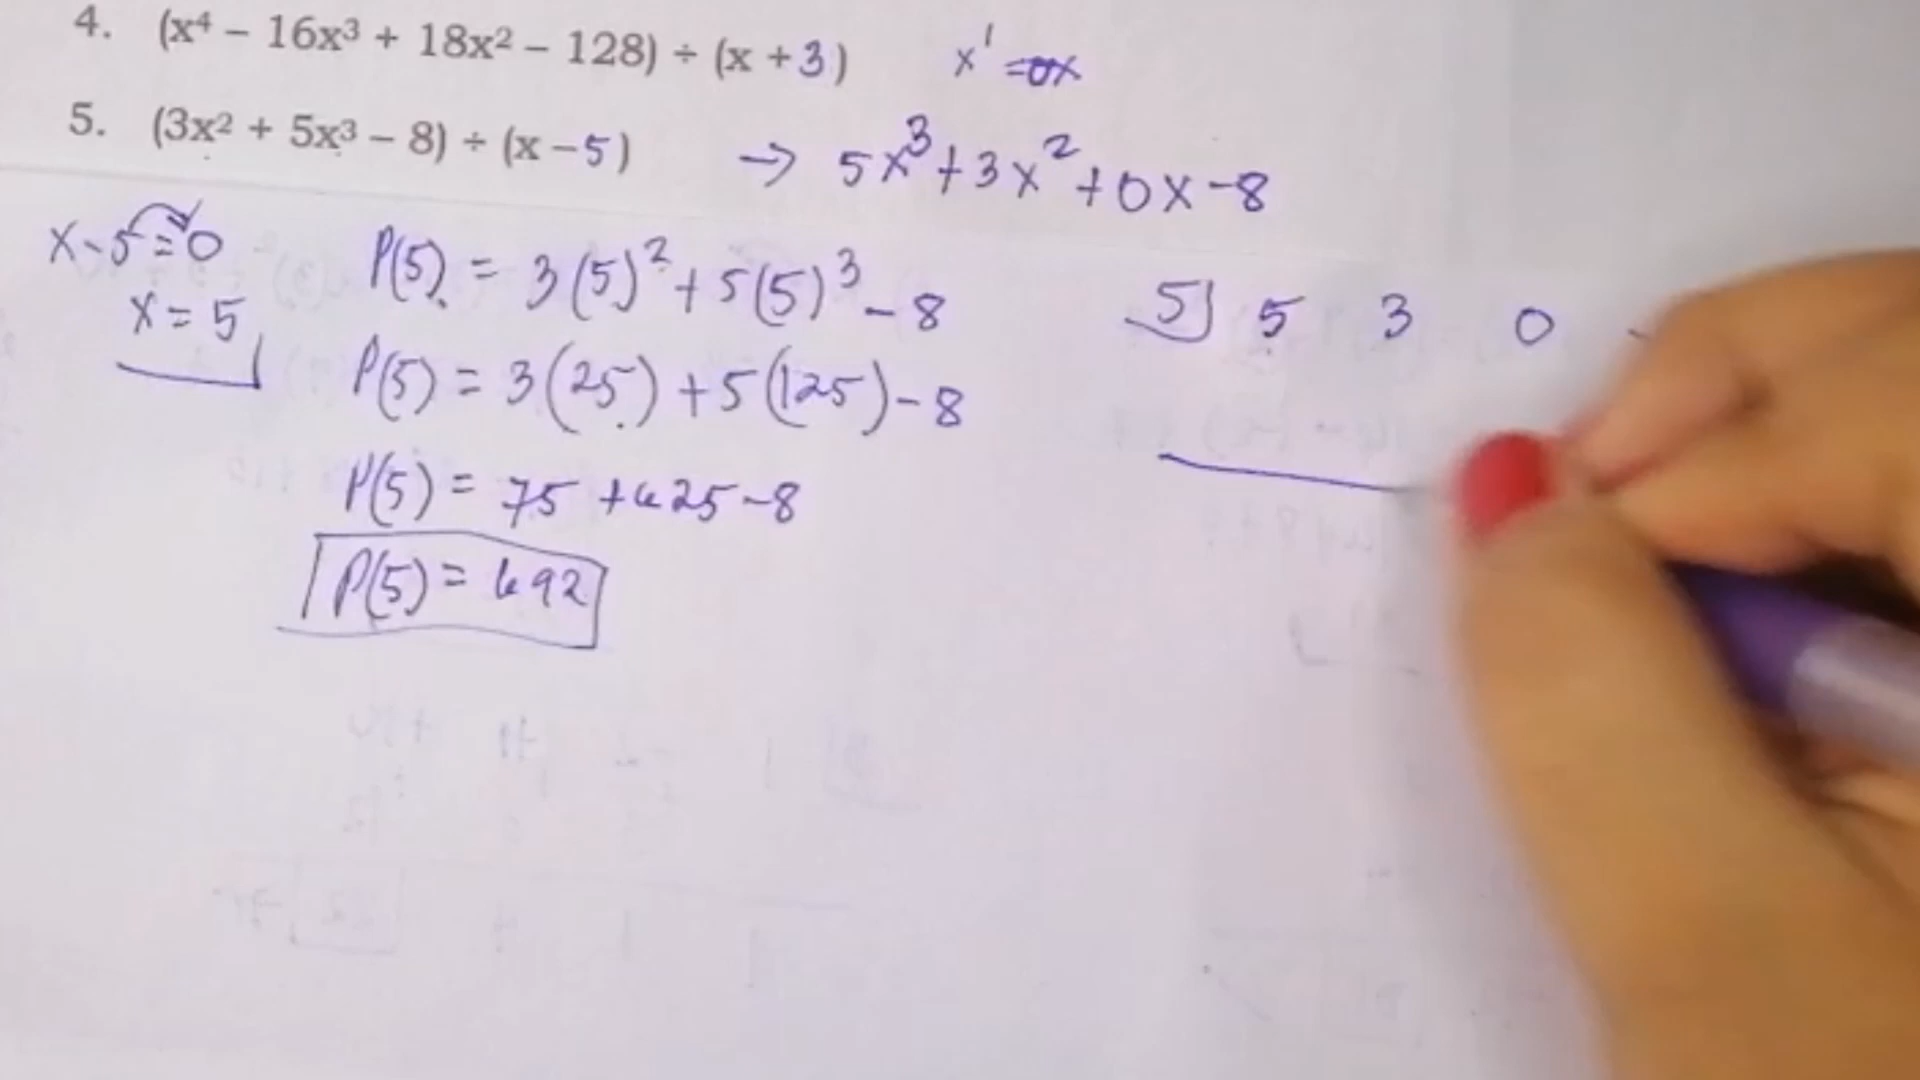 4. (x⁴ – 16x³ + 18x² – 128) ÷ (x + 3)
x¹ = 0x
5. (3x² + 5x³ – 8) ÷ (x – 5)
→ 5x³ + 3x² + 0x – 8
x - 5 = 0
x = 5
P(5) = 3(5)² + 5(5)³ - 8
P(5) = 3(25) + 5(125) - 8
P(5) = 75 + 625 - 8
P(5) = 692
5 5 3 0